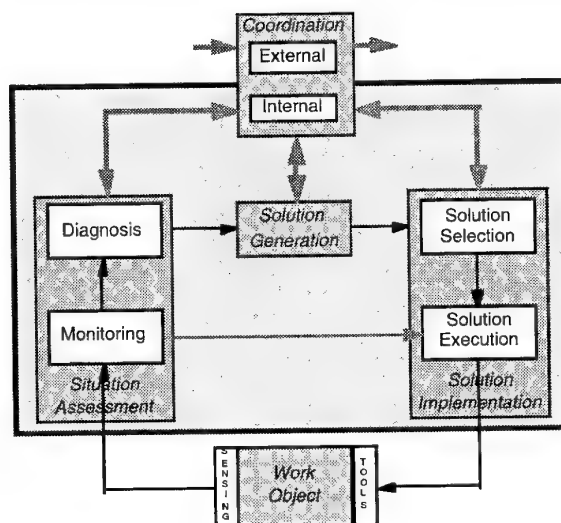 Coordination
External
Internal
Diagnosis
Solution
Generation
Solution
Selection
Monitoring
Solution
Execution
Situation
Assessment
Solution
Implementation
SENSING
Work
Object
TOOLS